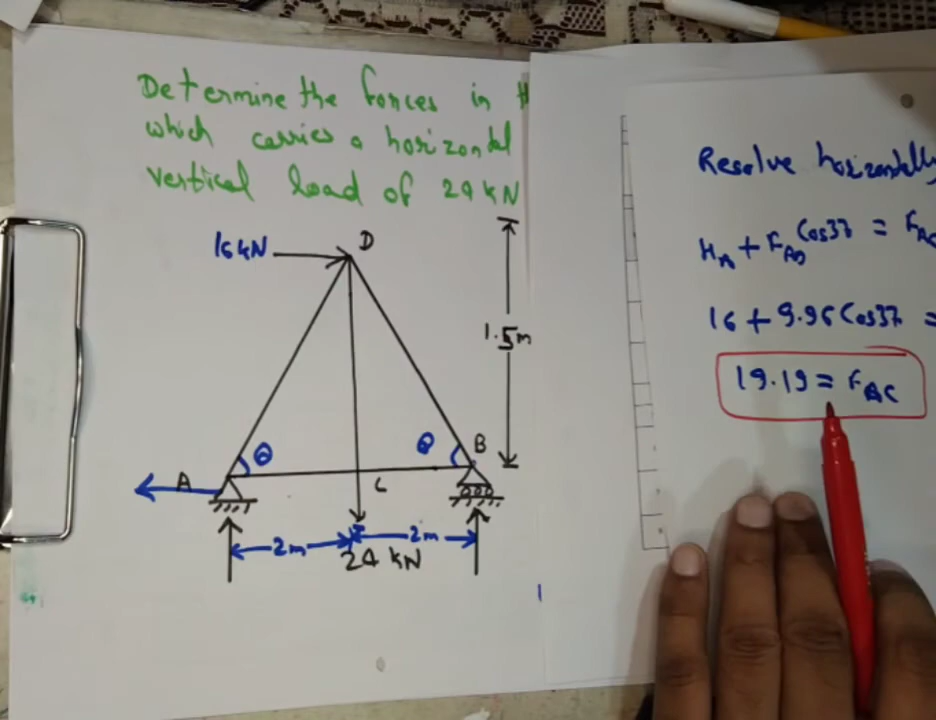 Determine the forces in
which carries a horizontal
vertical load of 24 kN
16 kN
D
1.5m
θ
θ
B
A
C
2m
2m
24 kN
Resolve horizontally
HA + FAD Cos37 = FAC
16 + 9.96 Cos37 =
19.19 = FAC